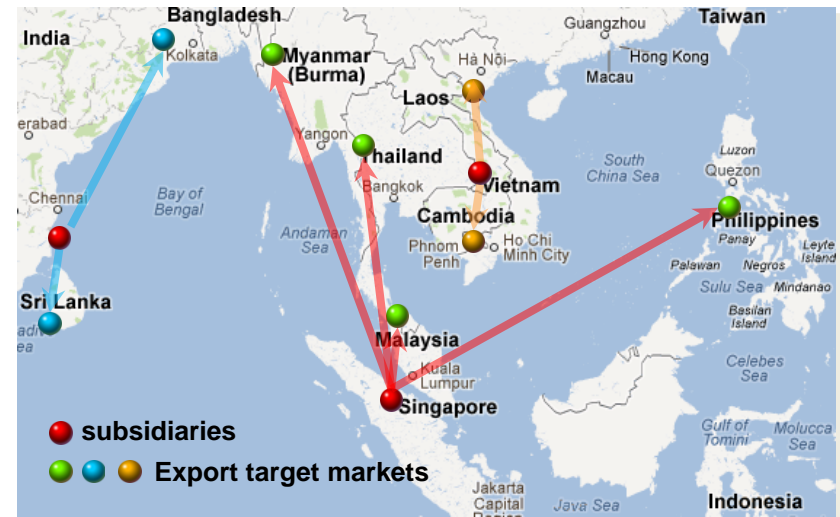 Bangladesh
Taiwan
India
Guangzhou
Kolkata
Myanmar
(Burma)
Hà Nội
Hong Kong
Macau
Laos
erabad
Yangon
Thailand
Luzon
South
China Sea
Quezon
Chennai
Bay of
Bengal
Bangkok
Vietnam
Cambodia
Philippines
Andaman
Sea
Phnom
Penh
Ho Chi
Minh City
Panay
Leyte
Island
Palawan
Negros
Sulu Sea
Mindanao
Sri Lanka
Basilan
Island
ea
Malaysia
Celebes
Sea
Kuala
Lumpur
Singapore
subsidiaries
Gulf of
Tomini
Molucca
Sea
Export target markets
Jakarta
Capital
Region
Java Sea
Indonesia